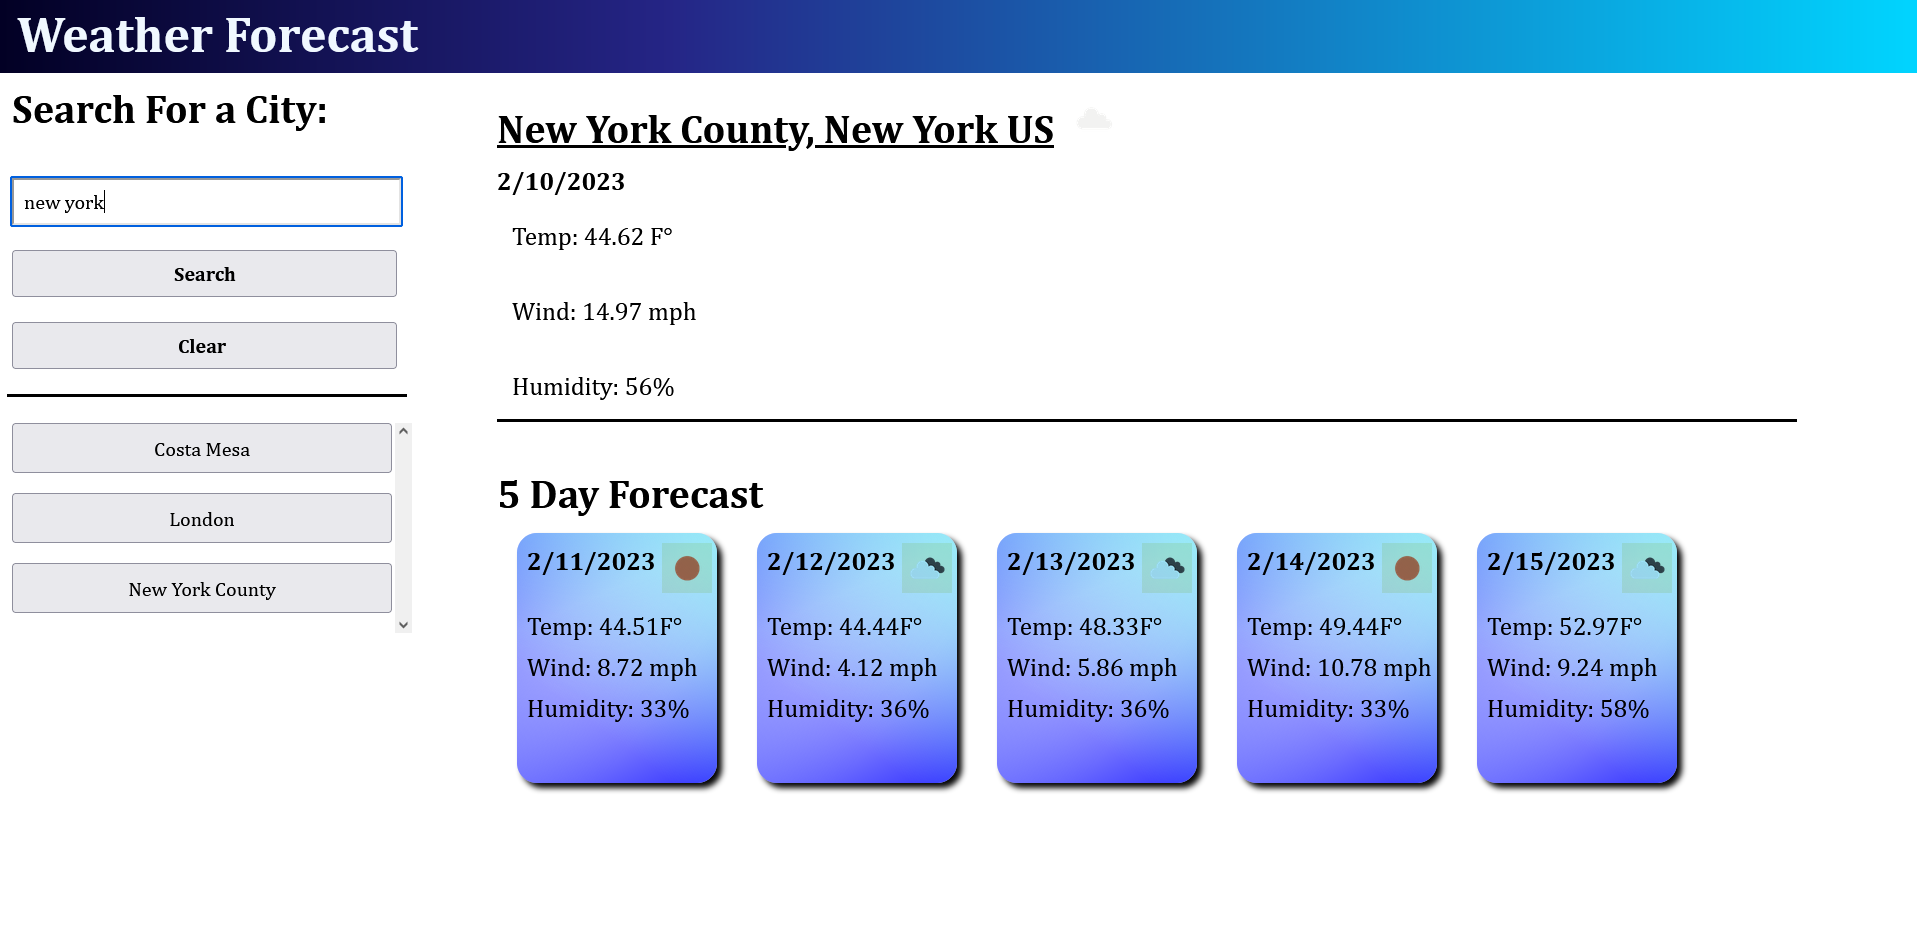 Weather Forecast
Search For a City:
new york
Search
Clear
Costa Mesa
London
New York County
New York County, New York US
2/10/2023
Temp: 44.62 F°
Wind: 14.97 mph
Humidity: 56%
5 Day Forecast
2/11/2023
Temp: 44.51F°
Wind: 8.72 mph
Humidity: 33%
2/12/2023
Temp: 44.44F°
Wind: 4.12 mph
Humidity: 36%
2/13/2023
Temp: 48.33F°
Wind: 5.86 mph
Humidity: 36%
2/14/2023
Temp: 49.44F°
Wind: 10.78 mph
Humidity: 33%
2/15/2023
Temp: 52.97F°
Wind: 9.24 mph
Humidity: 58%